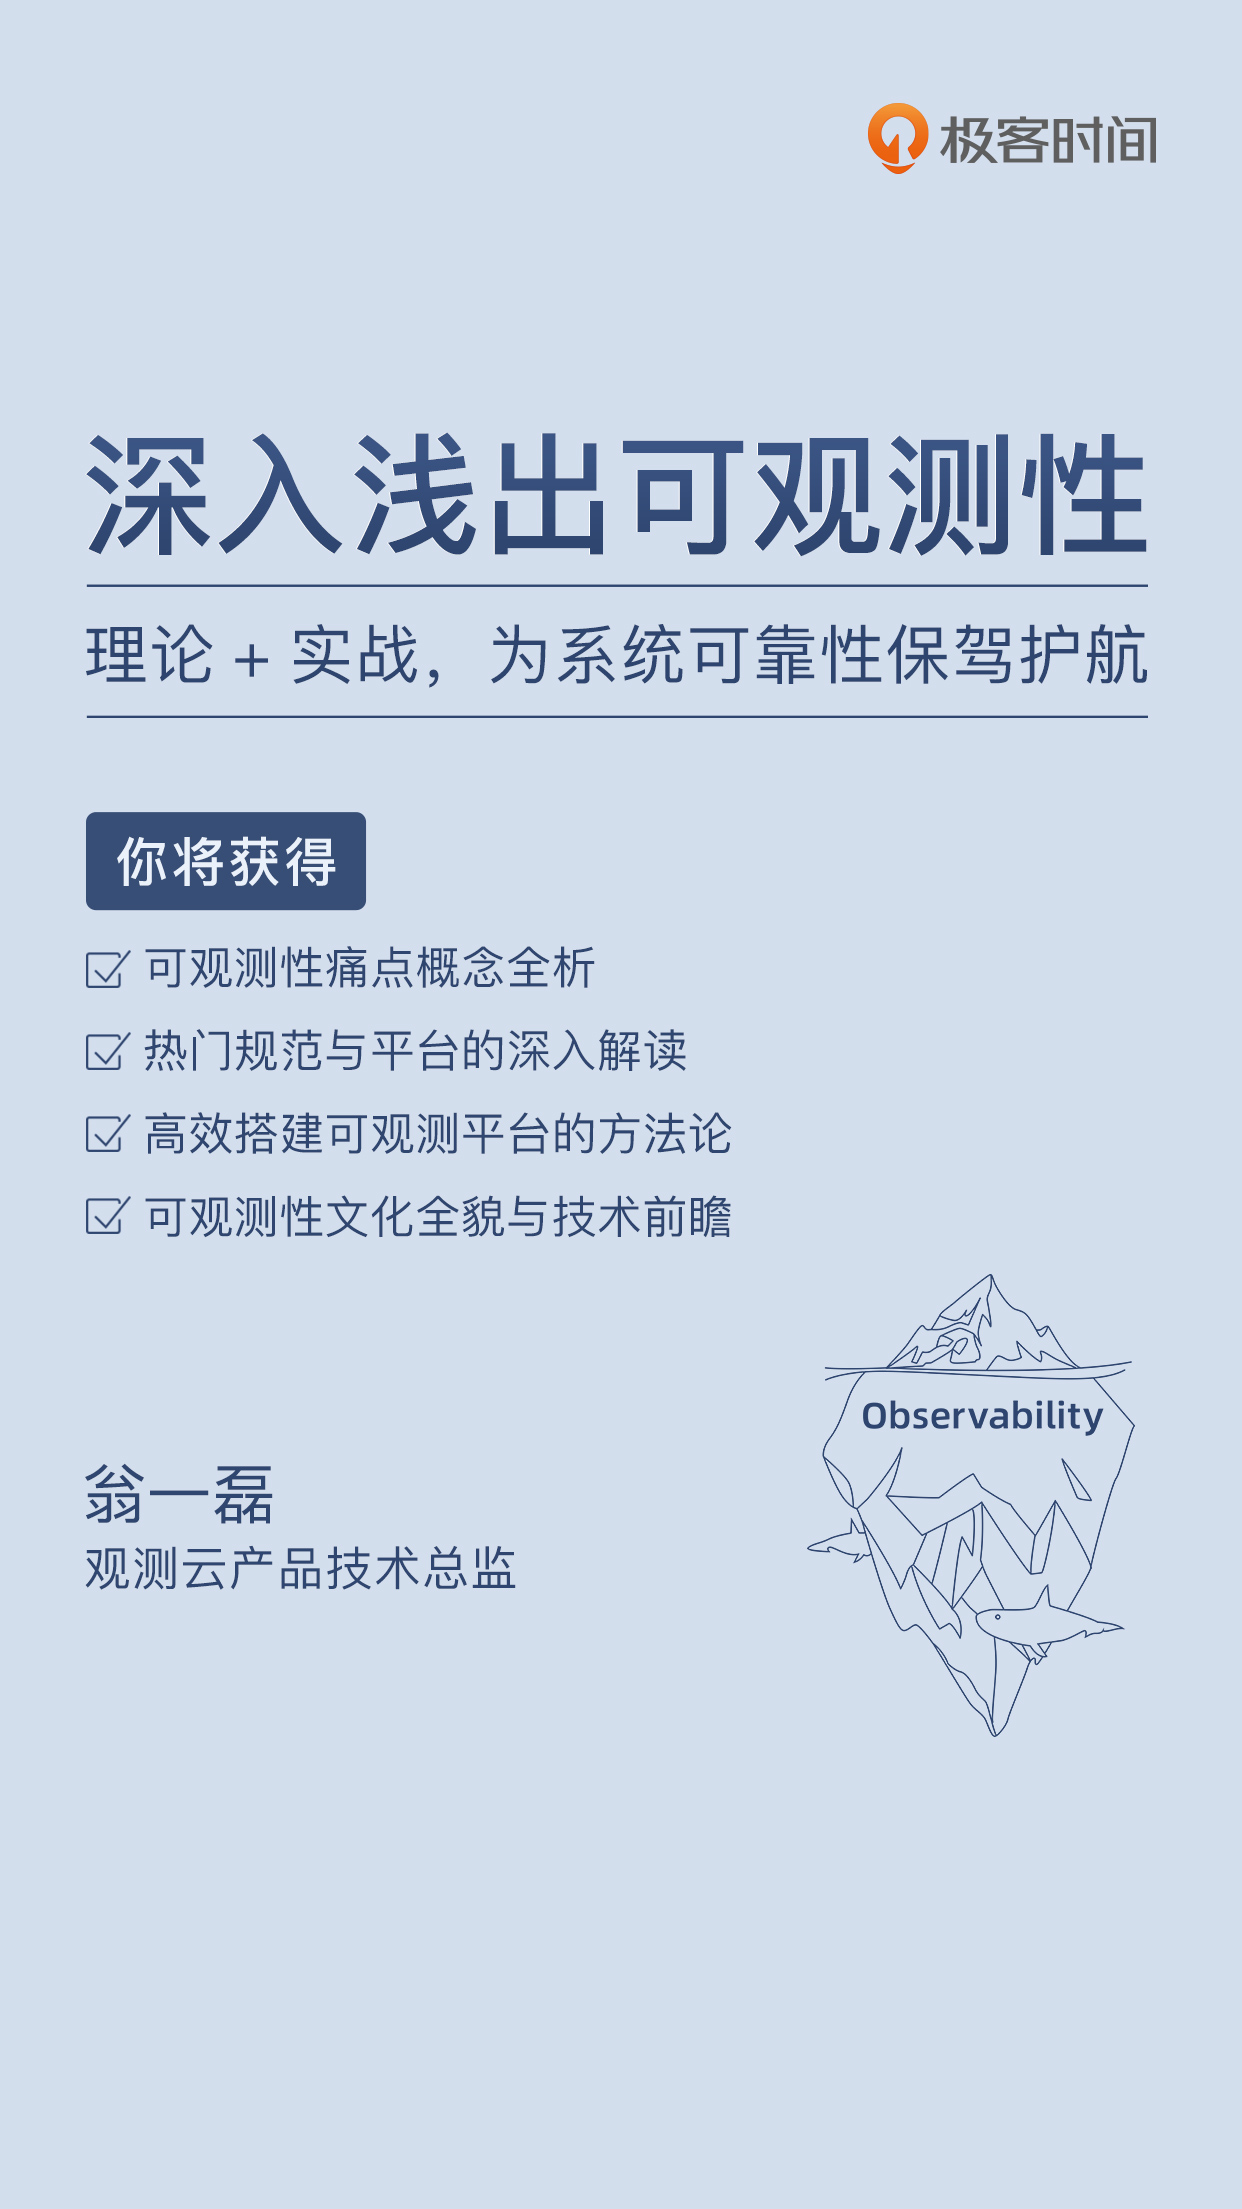 极客时间
深入浅出可观测性
理论 + 实战，为系统可靠性保驾护航
你将获得
可观测性痛点概念全析
热门规范与平台的深入解读
高效搭建可观测平台的方法论
可观测性文化全貌与技术前瞻
Observability
翁一磊
观测云产品技术总监